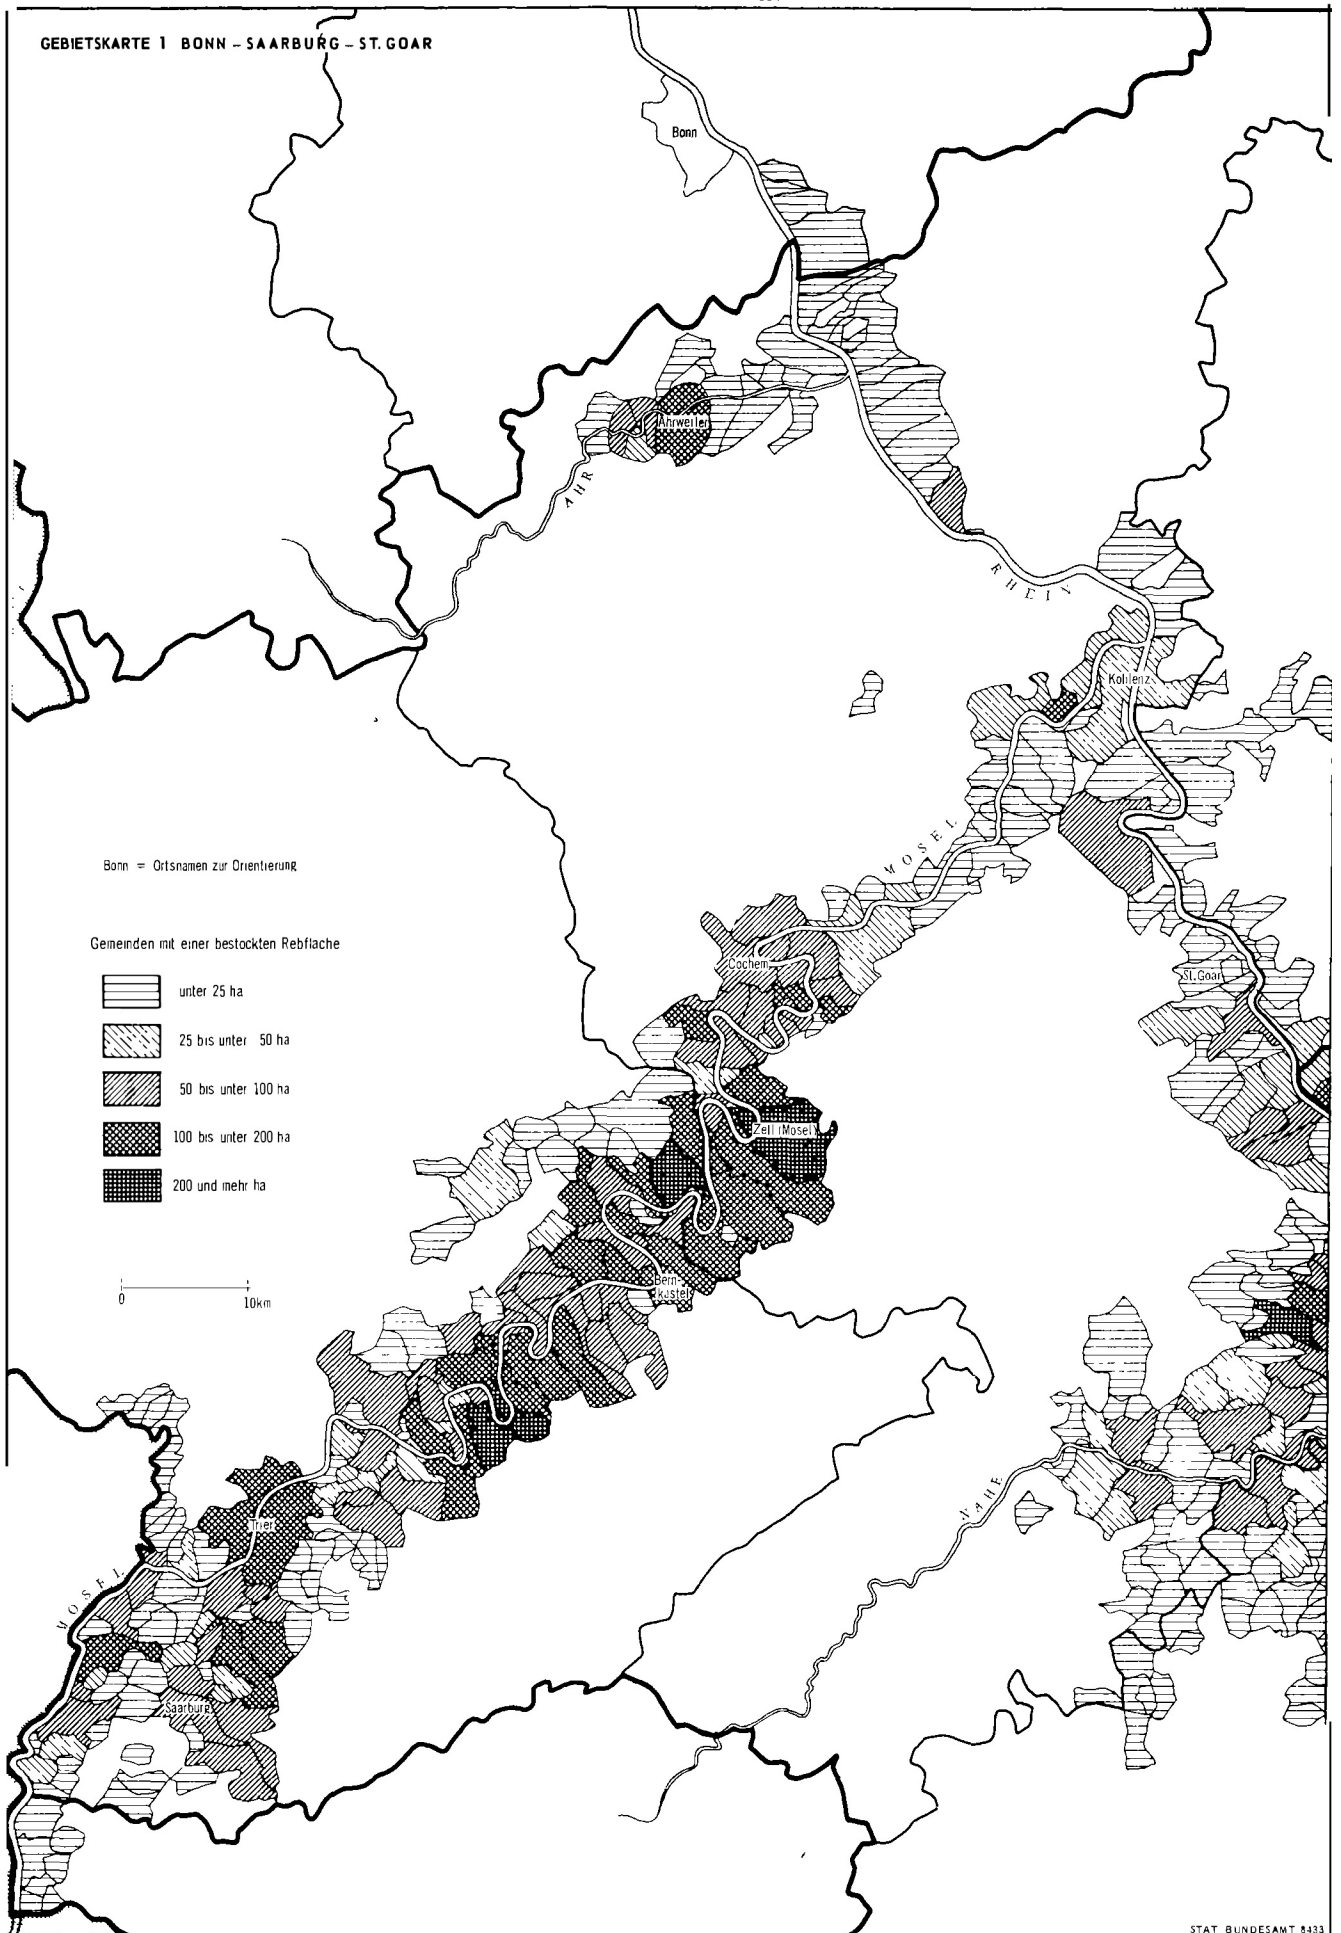 GEBIETSKARTE 1 BONN – SAARBURG – ST. GOAR
Bonn
Ahrweiler
AHR
RHEIN
Koblenz
MOSEL
Bonn = Ortsnamen zur Orientierung
Gemeinden mit einer bestockten Rebfläche
unter 25 ha
25 bis unter 50 ha
50 bis unter 100 ha
100 bis unter 200 ha
200 und mehr ha
0 10km
Cochem
St. Goar
Zell (Mosel)
Bern-
kastel
NAHE
Trier
MOSEL
Saarburg
STAT BUNDESAMT 8433